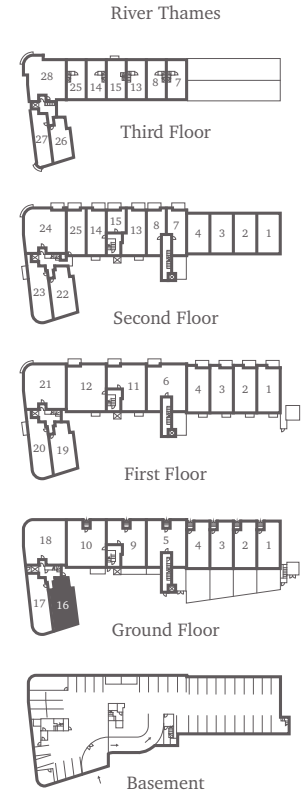 River Thames
28 25 14 15 13 8 7
27 26
Third Floor
24 25 14 15 13 8 7 4 3 2 1
23 22
Second Floor
21 12 11 6 4 3 2 1
20 19
First Floor
18 10 9 5 4 3 2 1
17 16
Ground Floor
Basement